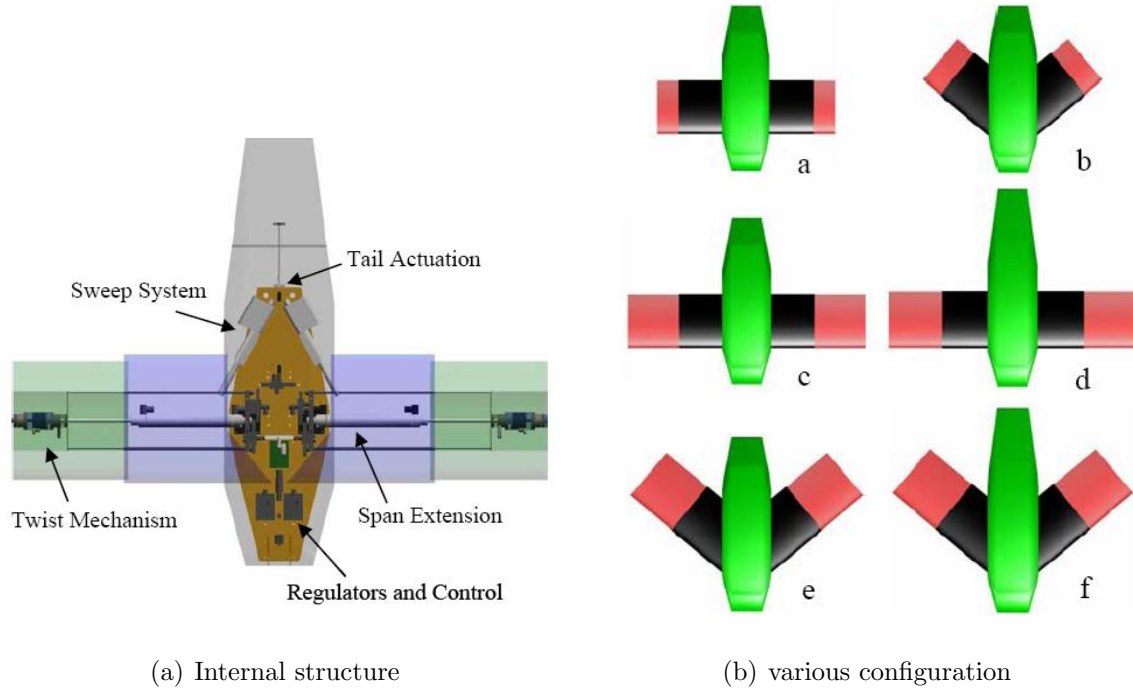 Tail Actuation
Sweep System
Twist Mechanism
Span Extension
Regulators and Control
a
b
c
d
e
f
(a) Internal structure
(b) various configuration